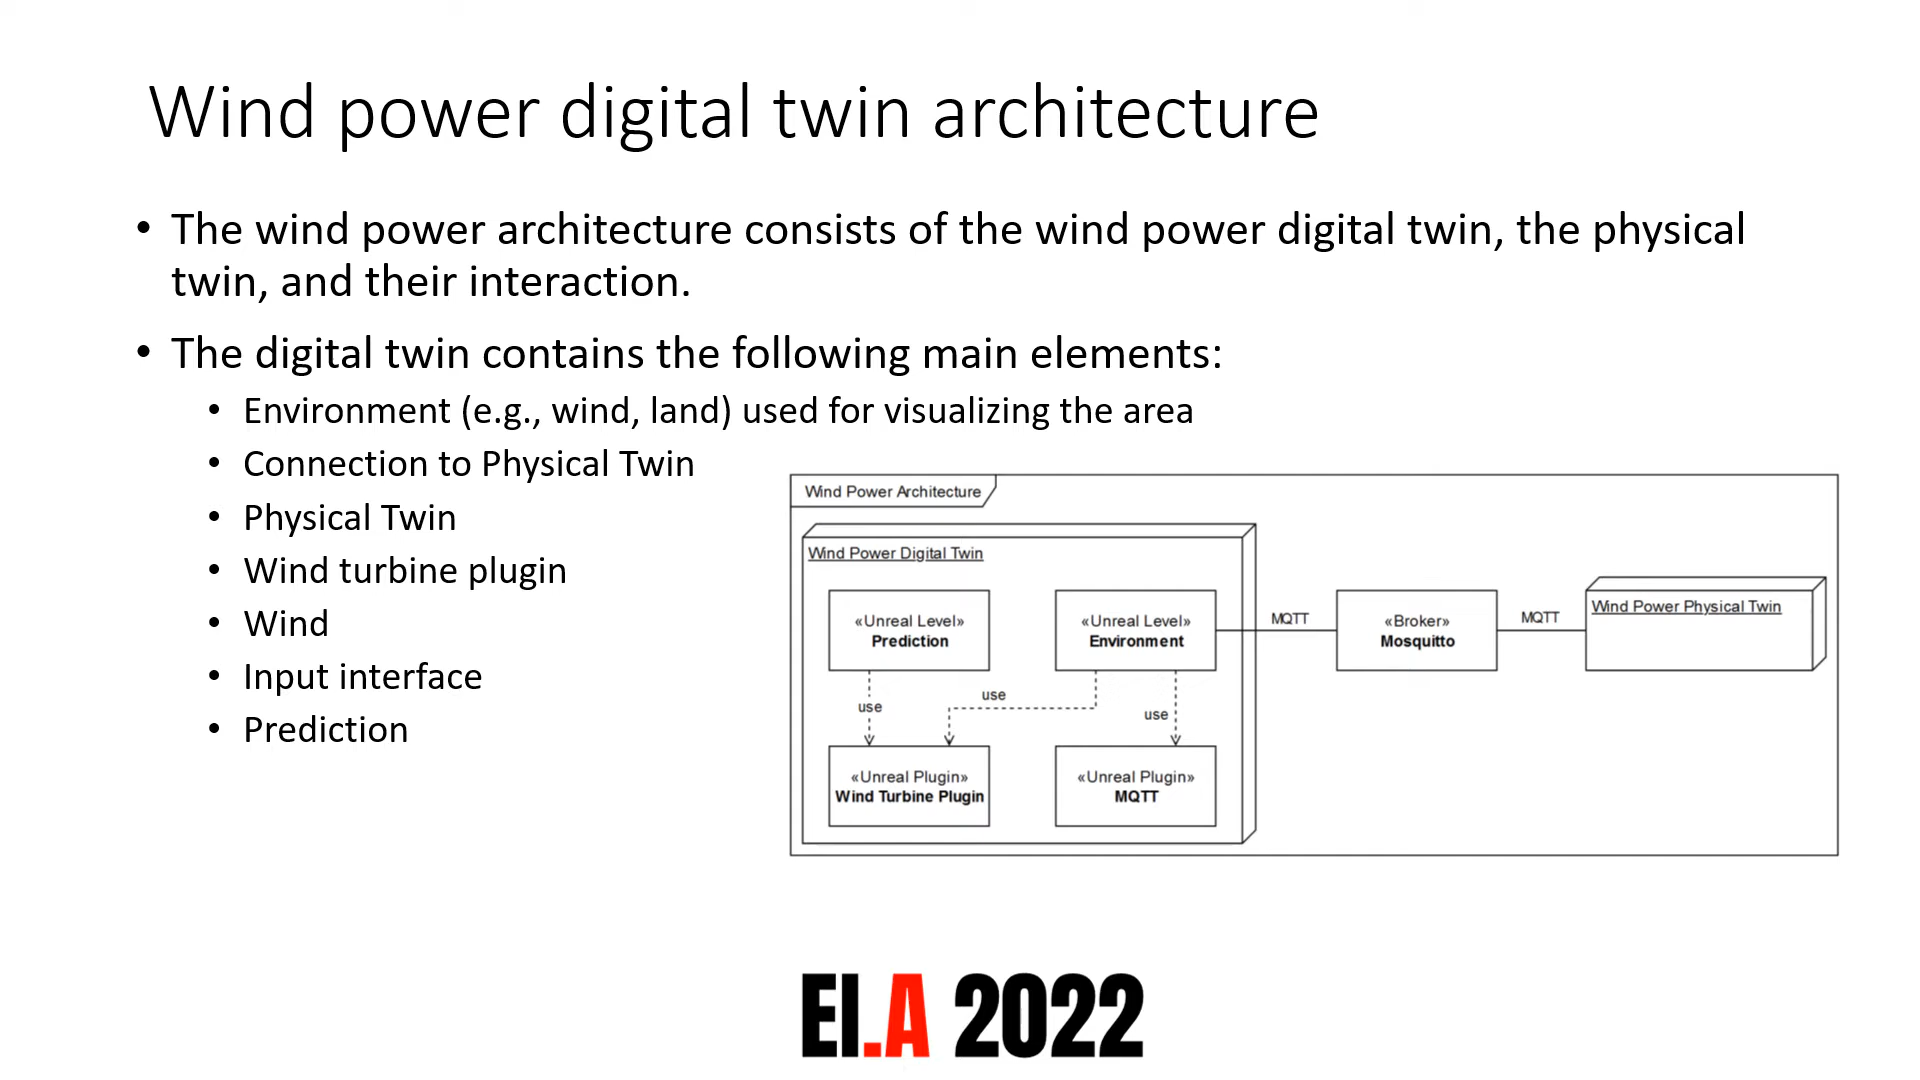 Wind power digital twin architecture
• The wind power architecture consists of the wind power digital twin, the physical
twin, and their interaction.
• The digital twin contains the following main elements:
• Environment (e.g., wind, land) used for visualizing the area
• Connection to Physical Twin
• Physical Twin
• Wind turbine plugin
• Wind
• Input interface
• Prediction
Wind Power Architecture
Wind Power Digital Twin
«Unreal Level»
Prediction
«Unreal Level»
Environment
MQTT
«Broker»
Mosquitto
MQTT
Wind Power Physical Twin
use
use
use
«Unreal Plugin»
Wind Turbine Plugin
«Unreal Plugin»
MQTT
EI.A 2022